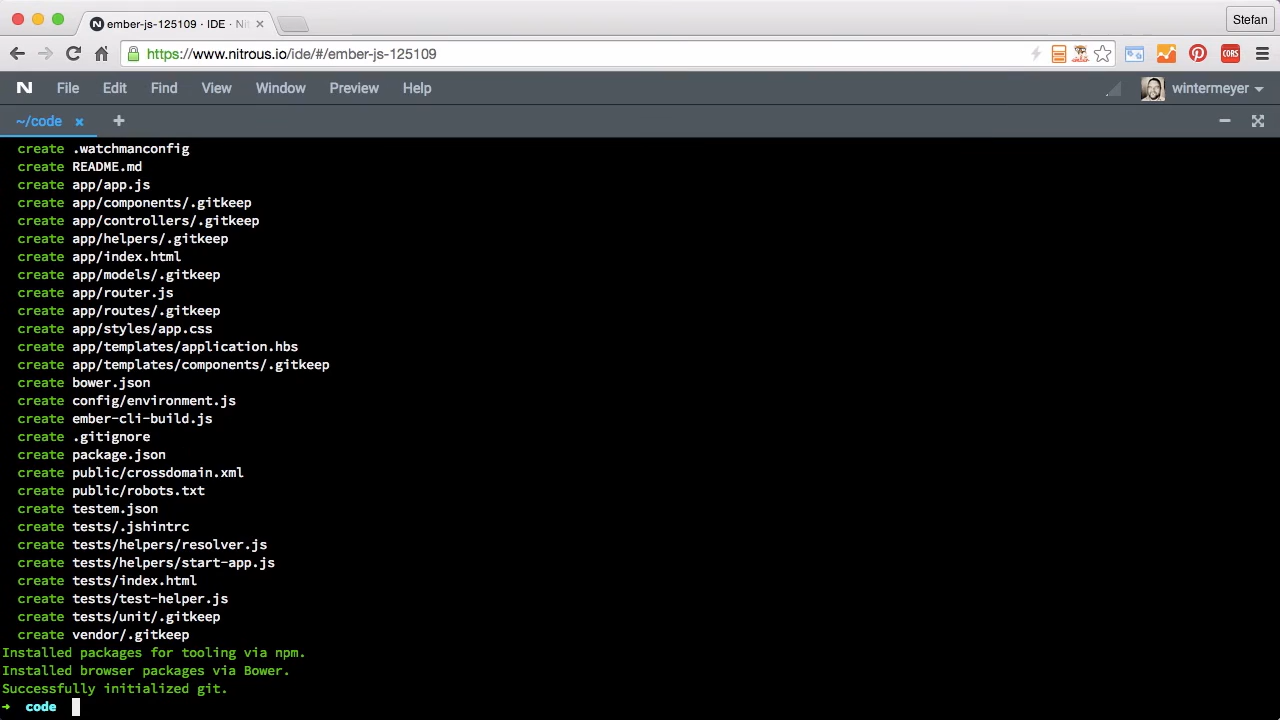 ember-js-125109 · IDE · Ni
Stefan
https://www.nitrous.io/ide/#/ember-js-125109
CORS
N File Edit Find View Window Preview Help wintermeyer
~/code × +
create .watchmanconfig
create README.md
create app/app.js
create app/components/.gitkeep
create app/controllers/.gitkeep
create app/helpers/.gitkeep
create app/index.html
create app/models/.gitkeep
create app/router.js
create app/routes/.gitkeep
create app/styles/app.css
create app/templates/application.hbs
create app/templates/components/.gitkeep
create bower.json
create config/environment.js
create ember-cli-build.js
create .gitignore
create package.json
create public/crossdomain.xml
create public/robots.txt
create testem.json
create tests/.jshintrc
create tests/helpers/resolver.js
create tests/helpers/start-app.js
create tests/index.html
create tests/test-helper.js
create tests/unit/.gitkeep
create vendor/.gitkeep
Installed packages for tooling via npm.
Installed browser packages via Bower.
Successfully initialized git.
→ code